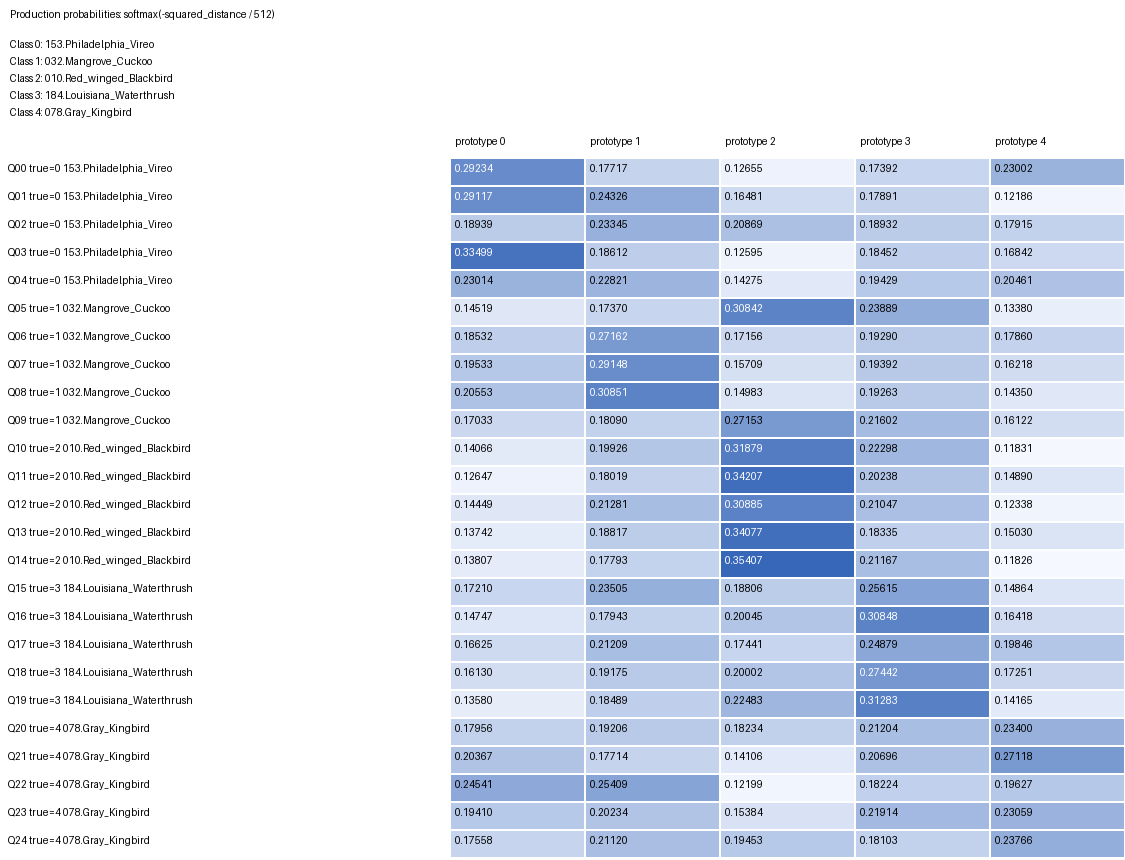 Production probabilities: softmax(-squared_distance / 512)
Class 0: 153.Philadelphia_Vireo
Class 1: 032.Mangrove_Cuckoo
Class 2: 010.Red_winged_Blackbird
Class 3: 184.Louisiana_Waterthrush
Class 4: 078.Gray_Kingbird
prototype 0 prototype 1 prototype 2 prototype 3 prototype 4
Q00 true=0 153.Philadelphia_Vireo 0.29234 0.17717 0.12655 0.17392 0.23002
Q01 true=0 153.Philadelphia_Vireo 0.29117 0.24326 0.16481 0.17891 0.12186
Q02 true=0 153.Philadelphia_Vireo 0.18939 0.23345 0.20869 0.18932 0.17915
Q03 true=0 153.Philadelphia_Vireo 0.33499 0.18612 0.12595 0.18452 0.16842
Q04 true=0 153.Philadelphia_Vireo 0.23014 0.22821 0.14275 0.19429 0.20461
Q05 true=1 032.Mangrove_Cuckoo 0.14519 0.17370 0.30842 0.23889 0.13380
Q06 true=1 032.Mangrove_Cuckoo 0.18532 0.27162 0.17156 0.19290 0.17860
Q07 true=1 032.Mangrove_Cuckoo 0.19533 0.29148 0.15709 0.19392 0.16218
Q08 true=1 032.Mangrove_Cuckoo 0.20553 0.30851 0.14983 0.19263 0.14350
Q09 true=1 032.Mangrove_Cuckoo 0.17033 0.18090 0.27153 0.21602 0.16122
Q10 true=2 010.Red_winged_Blackbird 0.14066 0.19926 0.31879 0.22298 0.11831
Q11 true=2 010.Red_winged_Blackbird 0.12647 0.18019 0.34207 0.20238 0.14890
Q12 true=2 010.Red_winged_Blackbird 0.14449 0.21281 0.30885 0.21047 0.12338
Q13 true=2 010.Red_winged_Blackbird 0.13742 0.18817 0.34077 0.18335 0.15030
Q14 true=2 010.Red_winged_Blackbird 0.13807 0.17793 0.35407 0.21167 0.11826
Q15 true=3 184.Louisiana_Waterthrush 0.17210 0.23505 0.18806 0.25615 0.14864
Q16 true=3 184.Louisiana_Waterthrush 0.14747 0.17943 0.20045 0.30848 0.16418
Q17 true=3 184.Louisiana_Waterthrush 0.16625 0.21209 0.17441 0.24879 0.19846
Q18 true=3 184.Louisiana_Waterthrush 0.16130 0.19175 0.20002 0.27442 0.17251
Q19 true=3 184.Louisiana_Waterthrush 0.13580 0.18489 0.22483 0.31283 0.14165
Q20 true=4 078.Gray_Kingbird 0.17956 0.19206 0.18234 0.21204 0.23400
Q21 true=4 078.Gray_Kingbird 0.20367 0.17714 0.14106 0.20696 0.27118
Q22 true=4 078.Gray_Kingbird 0.24541 0.25409 0.12199 0.18224 0.19627
Q23 true=4 078.Gray_Kingbird 0.19410 0.20234 0.15384 0.21914 0.23059
Q24 true=4 078.Gray_Kingbird 0.17558 0.21120 0.19453 0.18103 0.23766